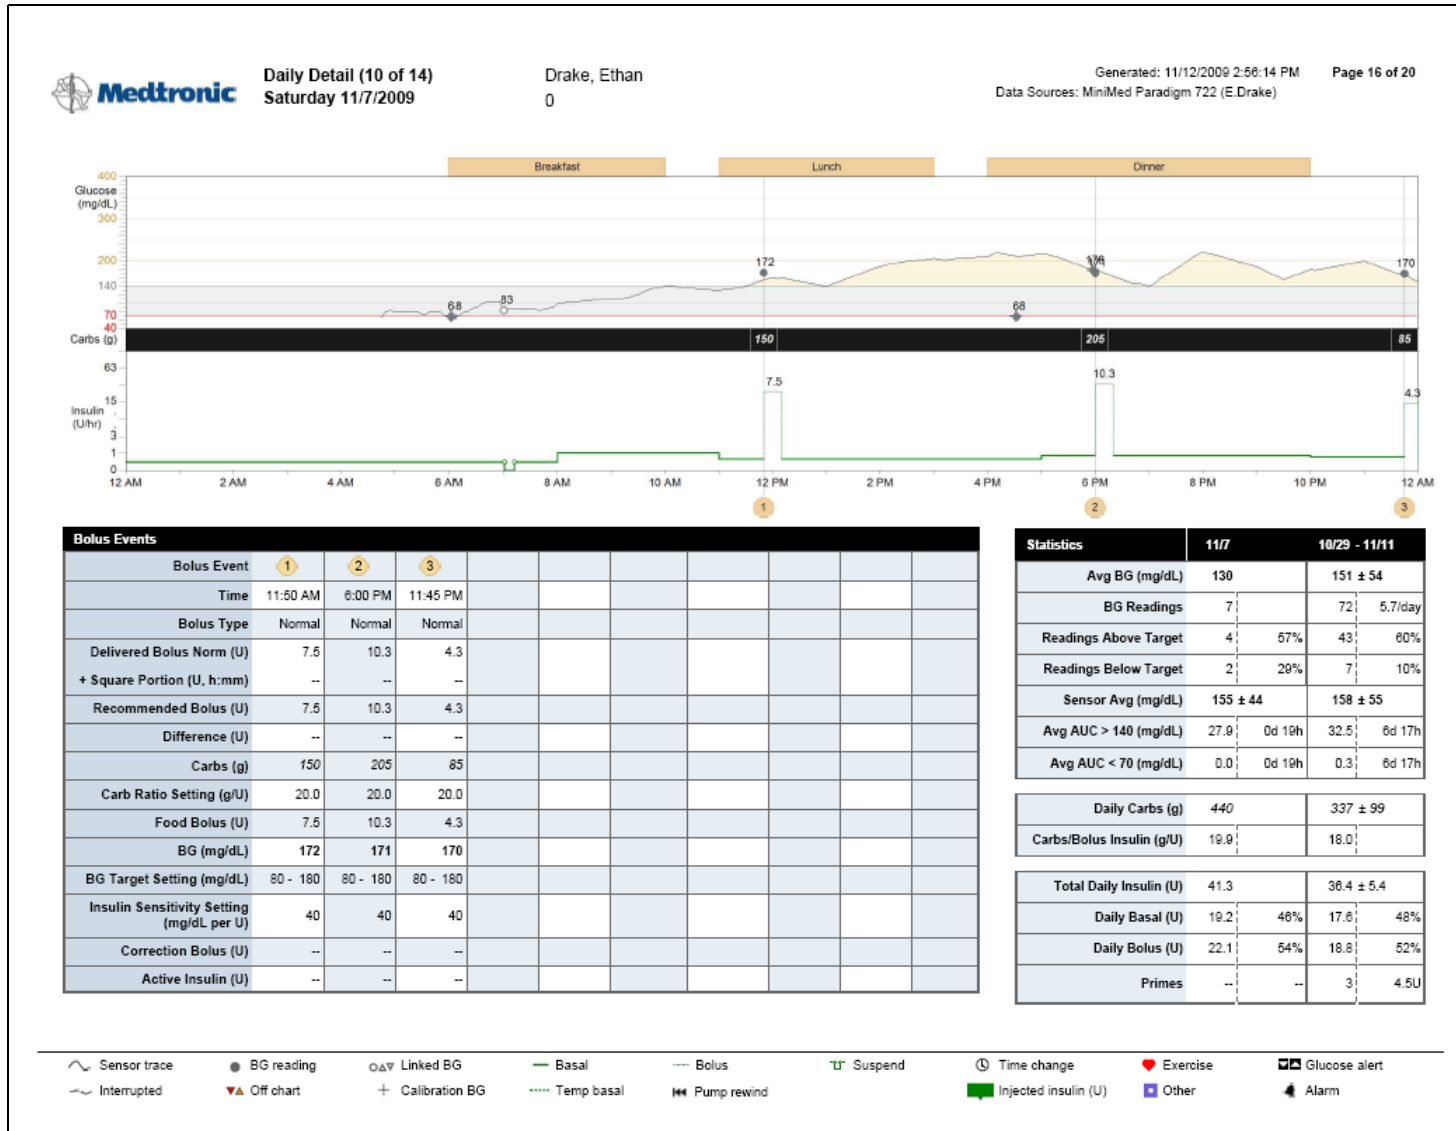 Medtronic
Daily Detail (10 of 14)
Saturday 11/7/2009
Drake, Ethan
0
Generated: 11/12/2009 2:56:14 PM Page 16 of 20
Data Sources: MiniMed Paradigm 722 (E.Drake)
Breakfast Lunch Dinner
400
Glucose
(mg/dL)
300
200
140
70
40
172 170
68 83 68
Carbs (g) 150 205 85
63
15
Insulin
(U/hr)
3
1
0
7.5 10.3 4.3
12 AM 2 AM 4 AM 6 AM 8 AM 10 AM 12 PM 2 PM 4 PM 6 PM 8 PM 10 PM 12 AM
1 2 3
Bolus Events
Bolus Event 1 2 3
Time 11:50 AM 6:00 PM 11:45 PM
Bolus Type Normal Normal Normal
Delivered Bolus Norm (U) 7.5 10.3 4.3
+ Square Portion (U, h:mm) -- -- --
Recommended Bolus (U) 7.5 10.3 4.3
Difference (U) -- -- --
Carbs (g) 150 205 85
Carb Ratio Setting (g/U) 20.0 20.0 20.0
Food Bolus (U) 7.5 10.3 4.3
BG (mg/dL) 172 171 170
BG Target Setting (mg/dL) 80 - 180 80 - 180 80 - 180
Insulin Sensitivity Setting
(mg/dL per U) 40 40 40
Correction Bolus (U) -- -- --
Active Insulin (U) -- -- --
Statistics 11/7 10/29 - 11/11
Avg BG (mg/dL) 130 151 ± 54
BG Readings 7 72 5.7/day
Readings Above Target 4 57% 43 60%
Readings Below Target 2 29% 7 10%
Sensor Avg (mg/dL) 155 ± 44 158 ± 55
Avg AUC > 140 (mg/dL) 27.9 0d 19h 32.5 6d 17h
Avg AUC < 70 (mg/dL) 0.0 0d 19h 0.3 6d 17h
Daily Carbs (g) 440 337 ± 99
Carbs/Bolus Insulin (g/U) 19.9 18.0
Total Daily Insulin (U) 41.3 36.4 ± 5.4
Daily Basal (U) 19.2 46% 17.6 48%
Daily Bolus (U) 22.1 54% 18.8 52%
Primes -- -- 3 4.5U
Sensor trace BG reading Linked BG Basal Bolus Suspend Time change Exercise Glucose alert
Interrupted Off chart Calibration BG Temp basal Pump rewind Injected insulin (U) Other Alarm